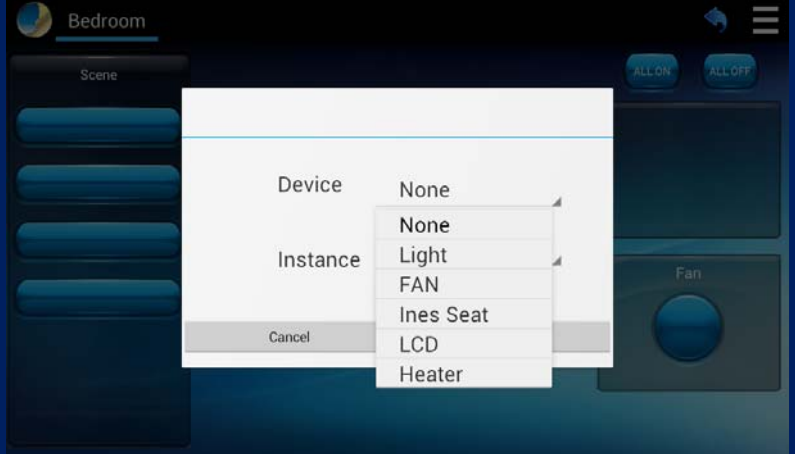 Bedroom
Scene
ALL ON
ALL OFF
Device
None
None
Light
FAN
Ines Seat
LCD
Heater
Instance
Cancel
Fan